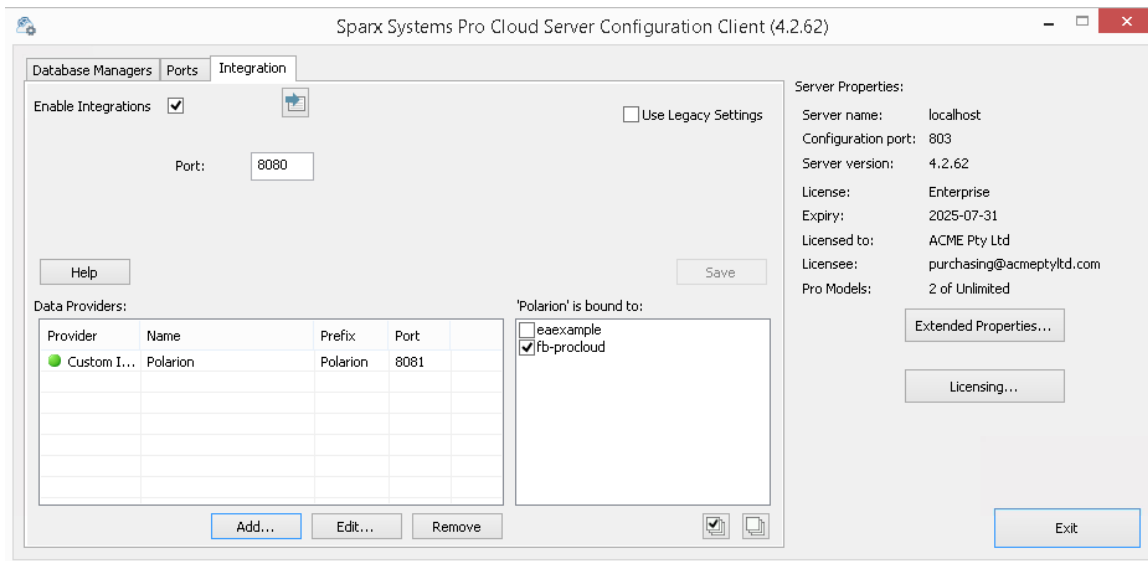 Sparx Systems Pro Cloud Server Configuration Client (4.2.62)
Database Managers Ports Integration
Enable Integrations
Use Legacy Settings
Port: 8080
Help
Save
Data Providers:
Provider Name Prefix Port
Custom I... Polarion Polarion 8081
Add... Edit... Remove
'Polarion' is bound to:
eaexample
fb-procloud
Server Properties:
Server name: localhost
Configuration port: 803
Server version: 4.2.62
License: Enterprise
Expiry: 2025-07-31
Licensed to: ACME Pty Ltd
Licensee: purchasing@acmeptyltd.com
Pro Models: 2 of Unlimited
Extended Properties...
Licensing...
Exit